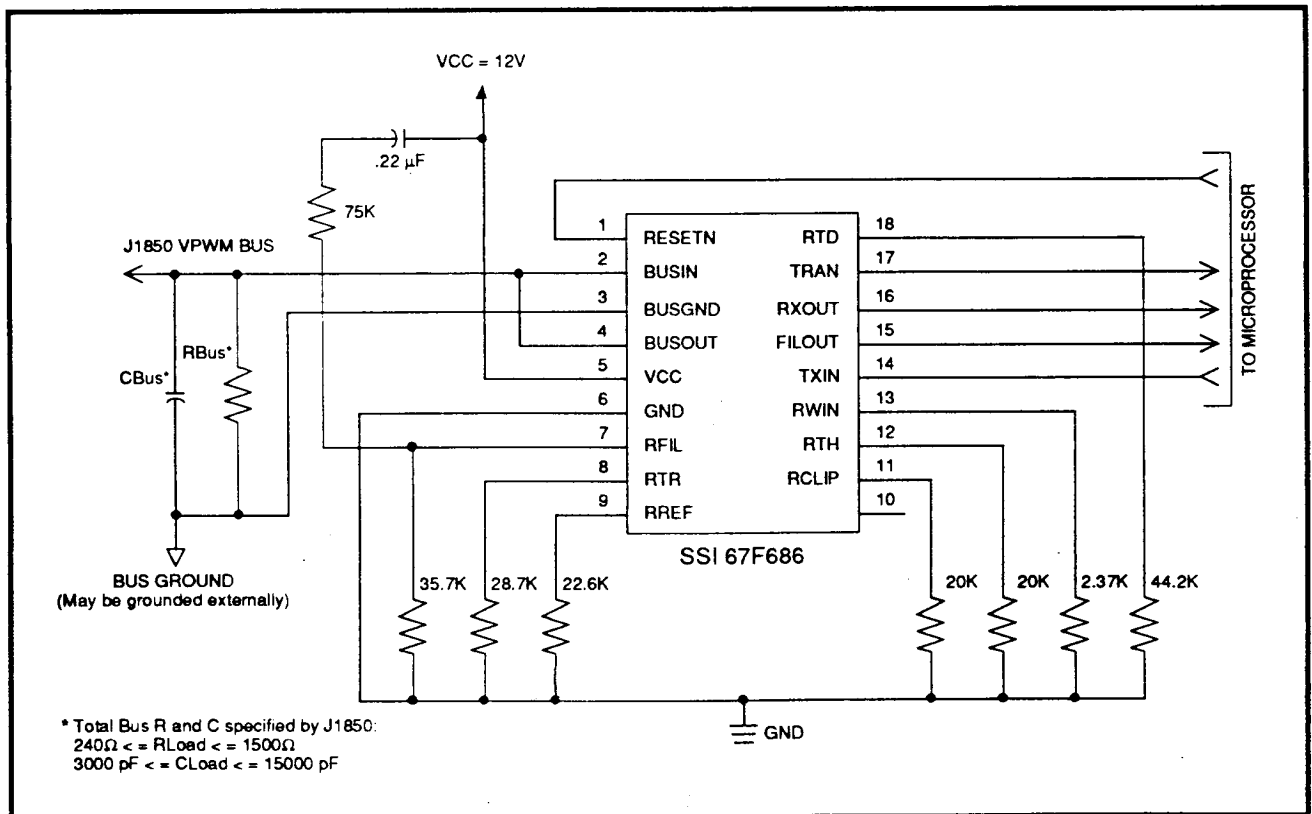 VCC = 12V
.22 µF
75K
J1850 VPWM BUS
RBus*
CBus*
BUS GROUND
(May be grounded externally)
1 RESETN
2 BUSIN
3 BUSGND
4 BUSOUT
5 VCC
6 GND
7 RFIL
8 RTR
9 RREF
RTD 18
TRAN 17
RXOUT 16
FILOUT 15
TXIN 14
RWIN 13
RTH 12
RCLIP 11
10
SSI 67F686
TO MICROPROCESSOR
35.7K 28.7K 22.6K
20K 20K 2.37K 44.2K
GND
* Total Bus R and C specified by J1850:
240Ω < = RLoad < = 1500Ω
3000 pF < = CLoad < = 15000 pF